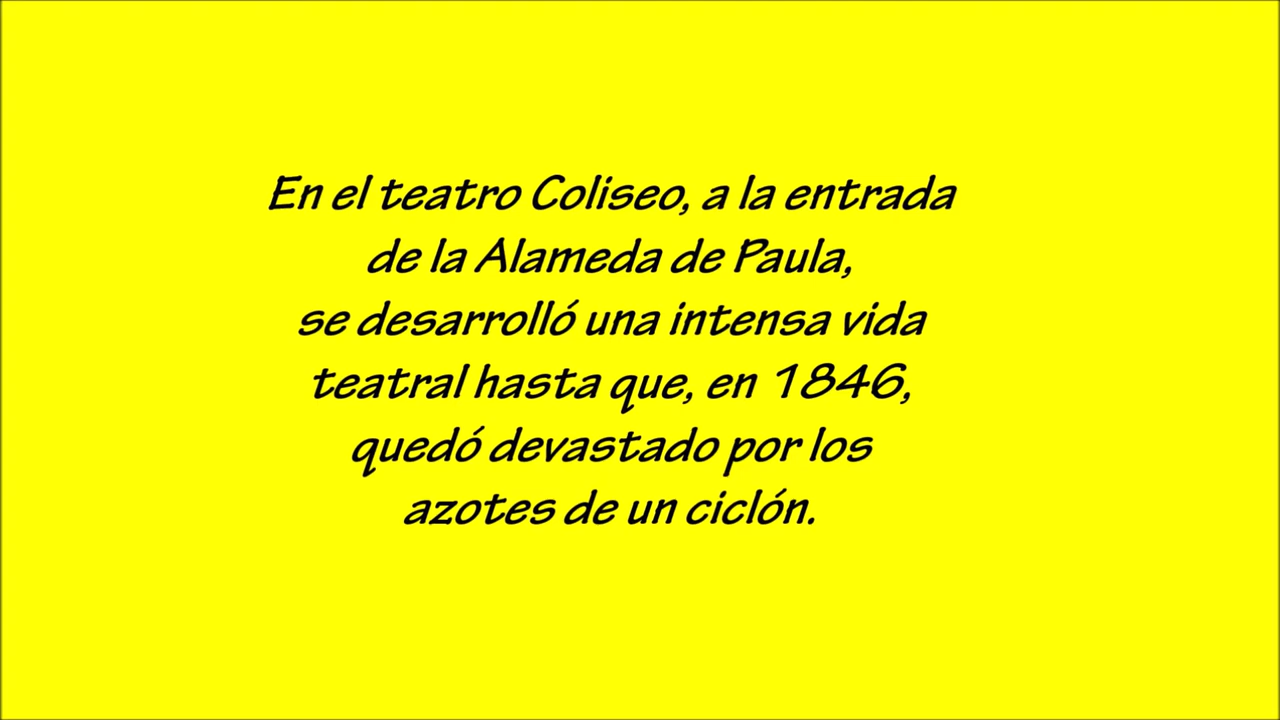 En el teatro Coliseo, a la entrada
de la Alameda de Paula,
se desarrolló una intensa vida
teatral hasta que, en 1846,
quedó devastado por los
azotes de un ciclón.